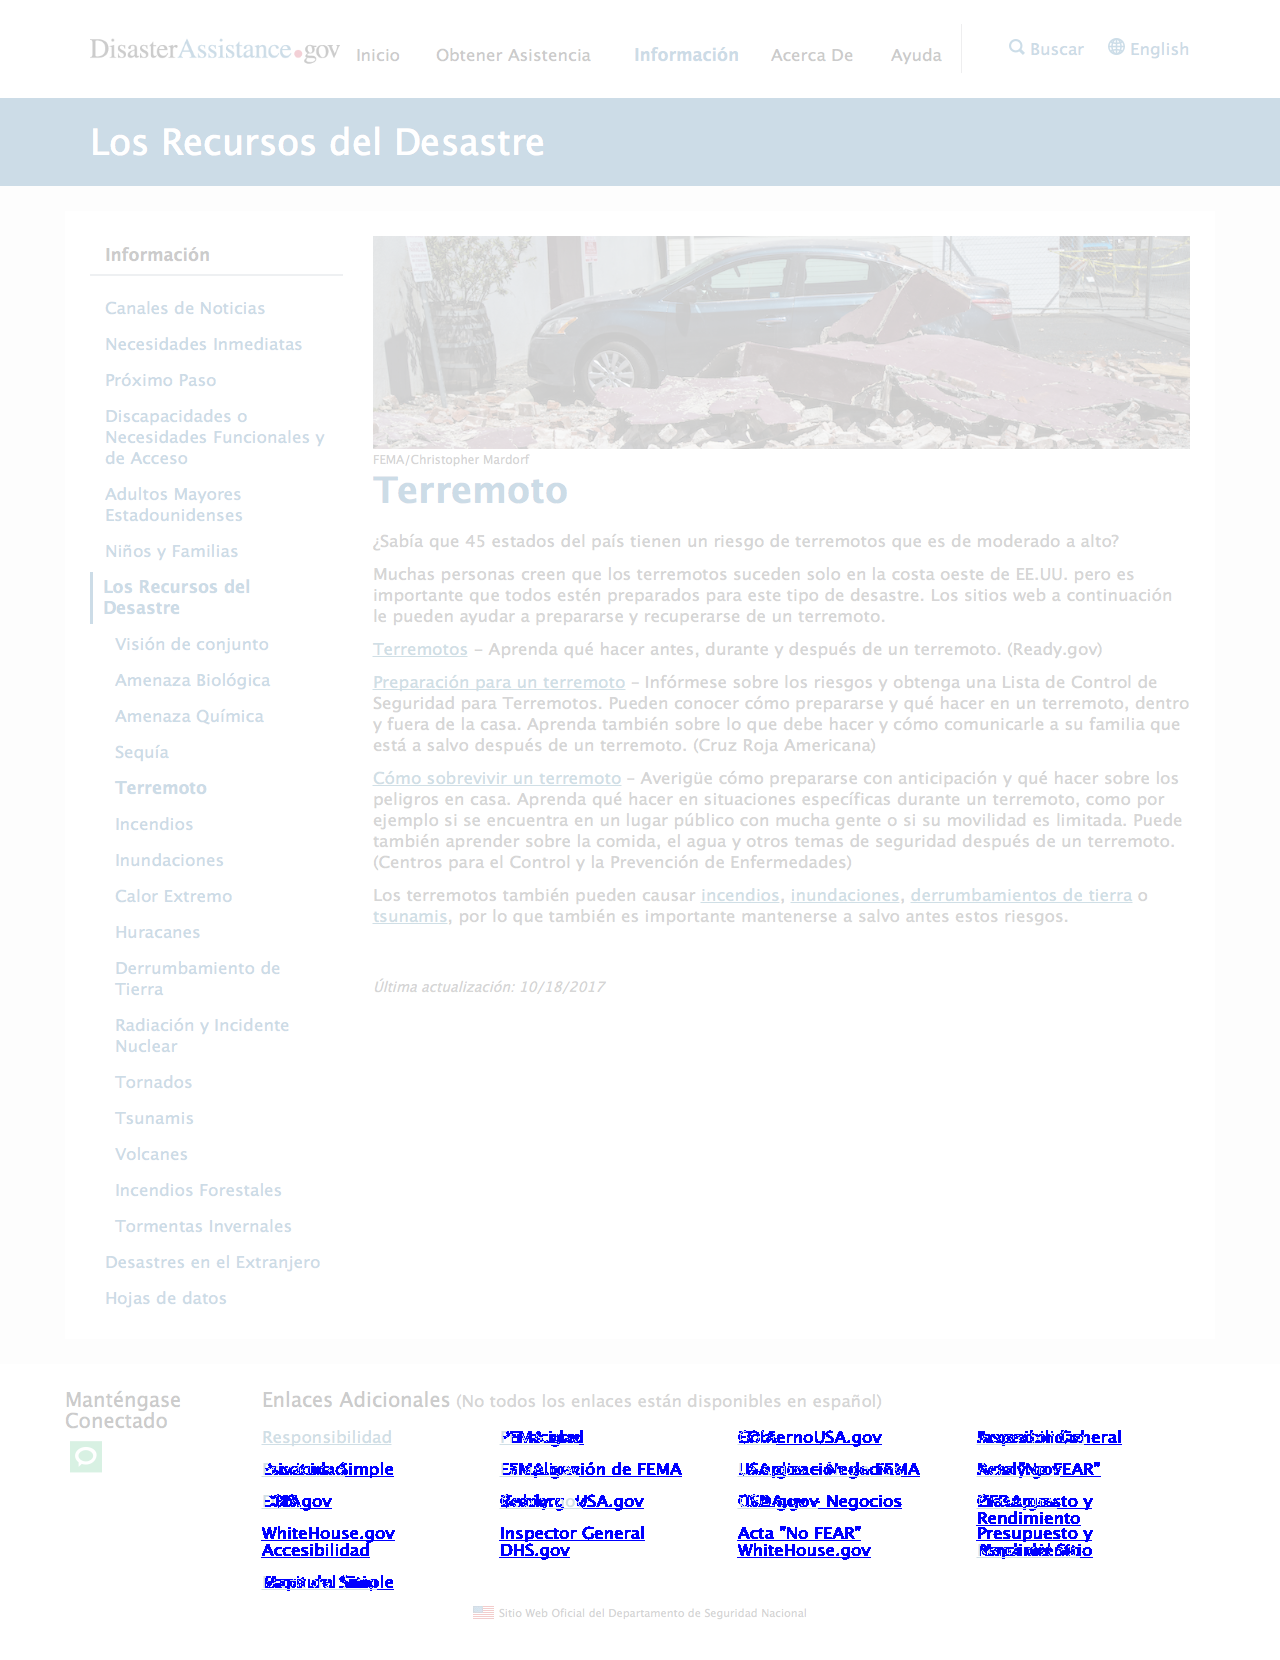 DisasterAssistance.gov
Inicio
Obtener Asistencia
Información
Acerca De
Ayuda
Buscar
English
Los Recursos del Desastre
Información
Canales de Noticias
Necesidades Inmediatas
Próximo Paso
Discapacidades o
Necesidades Funcionales y
de Acceso
Adultos Mayores
Estadounidenses
Niños y Familias
Los Recursos del
Desastre
Visión de conjunto
Amenaza Biológica
Amenaza Química
Sequía
Terremoto
Incendios
Inundaciones
Calor Extremo
Huracanes
Derrumbamiento de
Tierra
Radiación y Incidente
Nuclear
Tornados
Tsunamis
Volcanes
Incendios Forestales
Tormentas Invernales
Desastres en el Extranjero
Hojas de datos
FEMA/Christopher Mardorf
Terremoto
¿Sabía que 45 estados del país tienen un riesgo de terremotos que es de moderado a alto?
Muchas personas creen que los terremotos suceden solo en la costa oeste de EE.UU. pero es
importante que todos estén preparados para este tipo de desastre. Los sitios web a continuación
le pueden ayudar a prepararse y recuperarse de un terremoto.
Terremotos – Aprenda qué hacer antes, durante y después de un terremoto. (Ready.gov)
Preparación para un terremoto – Infórmese sobre los riesgos y obtenga una Lista de Control de
Seguridad para Terremotos. Pueden conocer cómo prepararse y qué hacer en un terremoto, dentro
y fuera de la casa. Aprenda también sobre lo que debe hacer y cómo comunicarle a su familia que
está a salvo después de un terremoto. (Cruz Roja Americana)
Cómo sobrevivir un terremoto – Averigüe cómo prepararse con anticipación y qué hacer sobre los
peligros en casa. Aprenda qué hacer en situaciones específicas durante un terremoto, como por
ejemplo si se encuentra en un lugar público con mucha gente o si su movilidad es limitada. Puede
también aprender sobre la comida, el agua y otros temas de seguridad después de un terremoto.
(Centros para el Control y la Prevención de Enfermedades)
Los terremotos también pueden causar incendios, inundaciones, derrumbamientos de tierra o
tsunamis, por lo que también es importante mantenerse a salvo antes estos riesgos.
Última actualización: 10/18/2017
Manténgase
Conectado
Enlaces Adicionales (No todos los enlaces están disponibles en español)
Responsibilidad
WhiteHouse.gov
Inspector General
Acta "No FEAR"
Rendimiento
Presupuesto y
Accesibilidad
DHS.gov
WhiteHouse.gov
Sitio Web Oficial del Departamento de Seguridad Nacional